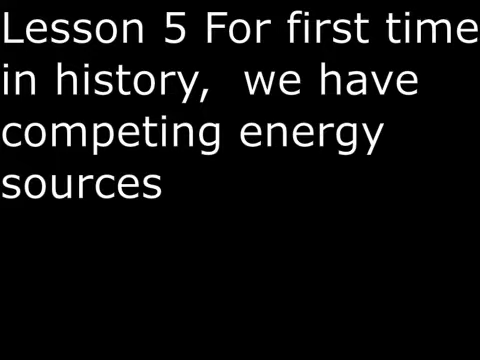 Lesson 5 For first time
in history,  we have
competing energy
sources